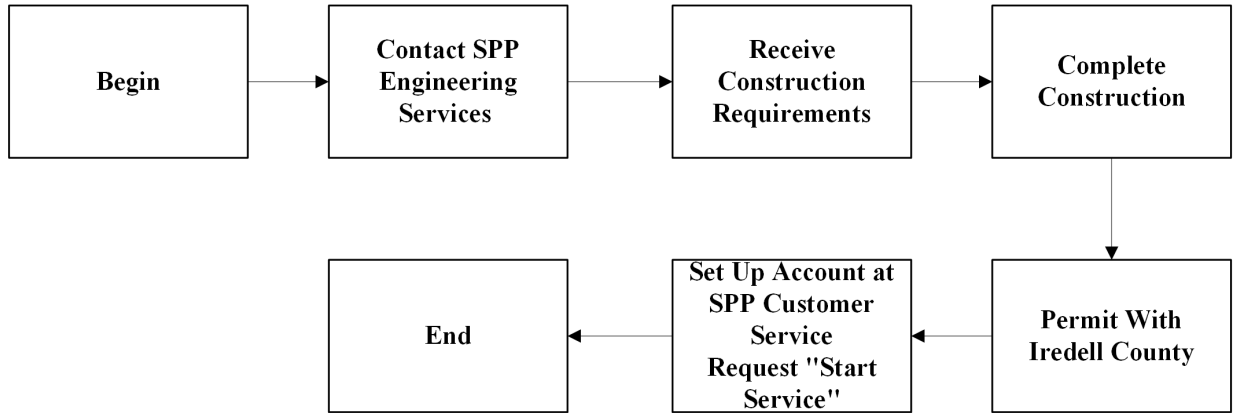 Begin
Contact SPP
Engineering
Services
Receive
Construction
Requirements
Complete
Construction
Permit With
Iredell County
Set Up Account at
SPP Customer
Service
Request "Start
Service"
End